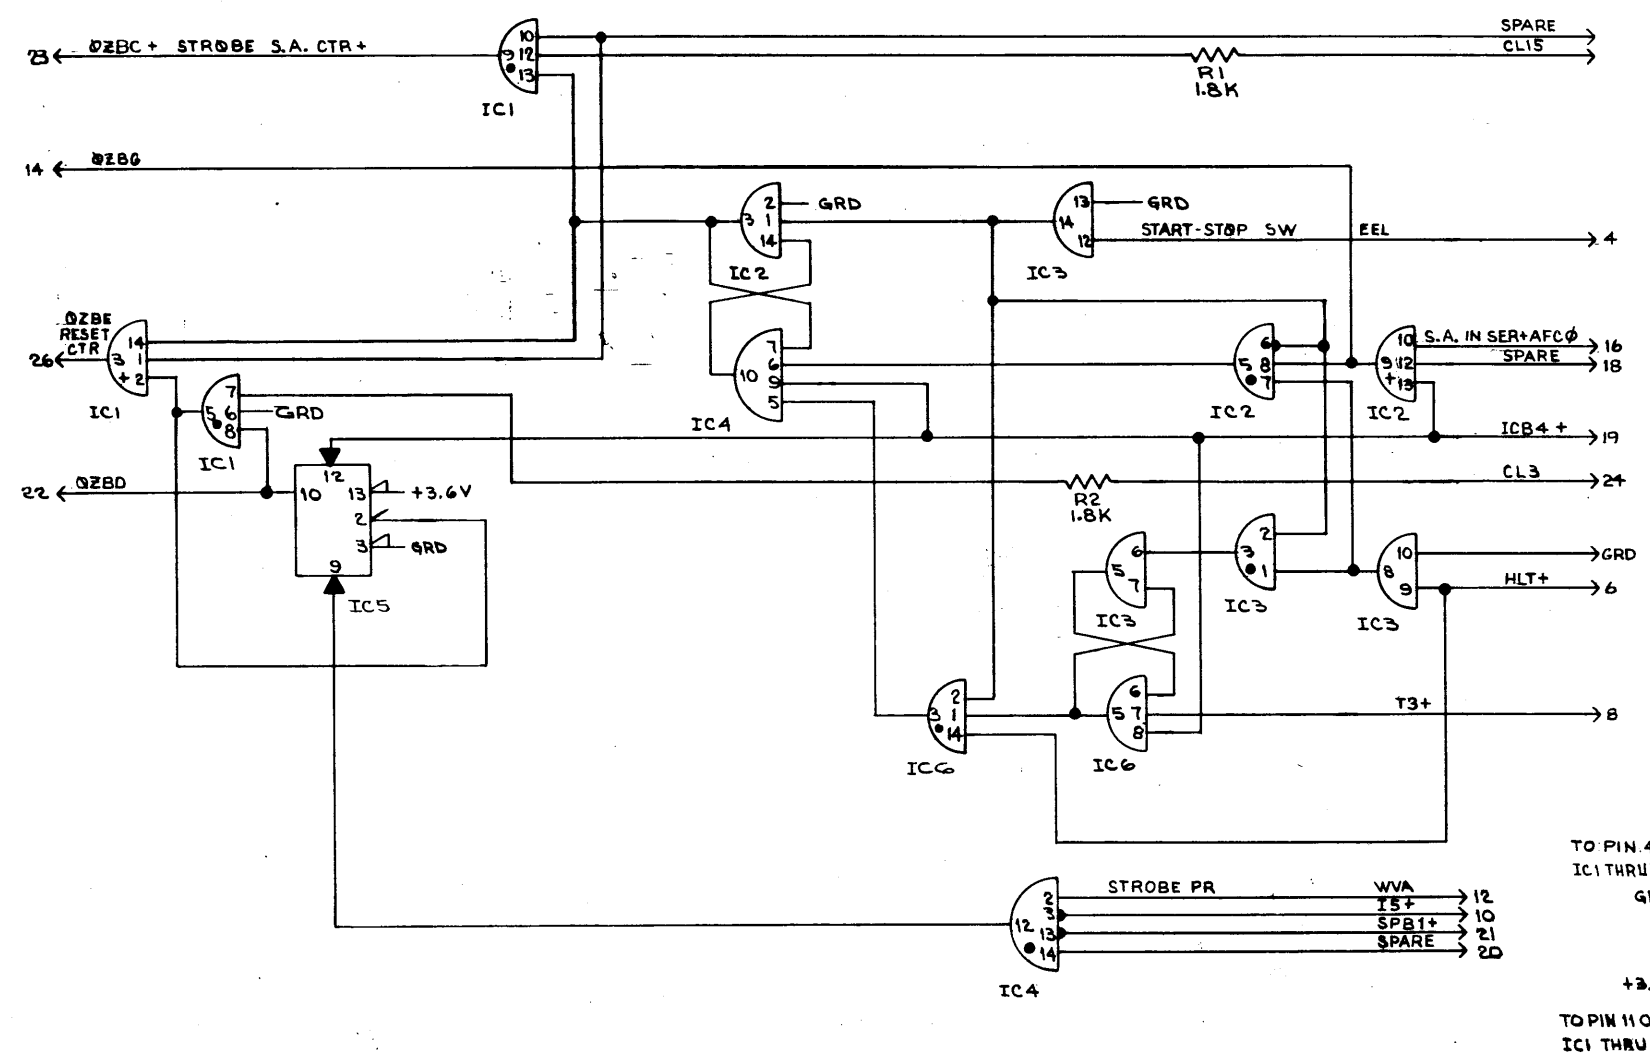 SPARE
10
23 QZBC + STROBE S.A. CTR + 9 12 CL15
13
R1
1.8K
IC1
14 QZBG
2 GRD 13 GRD
3 1 14
14 12 START-STOP SW EEL 4
IC2 IC3
QZBE
RESET
CTR
14
26 3 1
+ 2
7 6 10 S.A. IN SER+AFCØ 16
10 6 5 8 9 12 SPARE 18
9 7 + 13
5
IC1 IC4 IC2 IC2
7
5 6 GRD
8
IC1
ICB4 + 19
12
22 QZBD 10 13 +3.6V
CL3 24
R2
1.8K
2
3 GRD
9
IC5
6 3 2 10 GRD
5 7 1 8 9 HLT+ 6
IC3 IC3 IC3
2 6
3 1 5 7 T3+ 8
14 8
IC6 IC6
TO PIN 4
IC1 THRU
2 STROBE PR WVA 12
3 I5+ 10
12 13 SPB1+ 21
14 SPARE 20
IC4
+3.
TO PIN 11 O
IC1 THRU